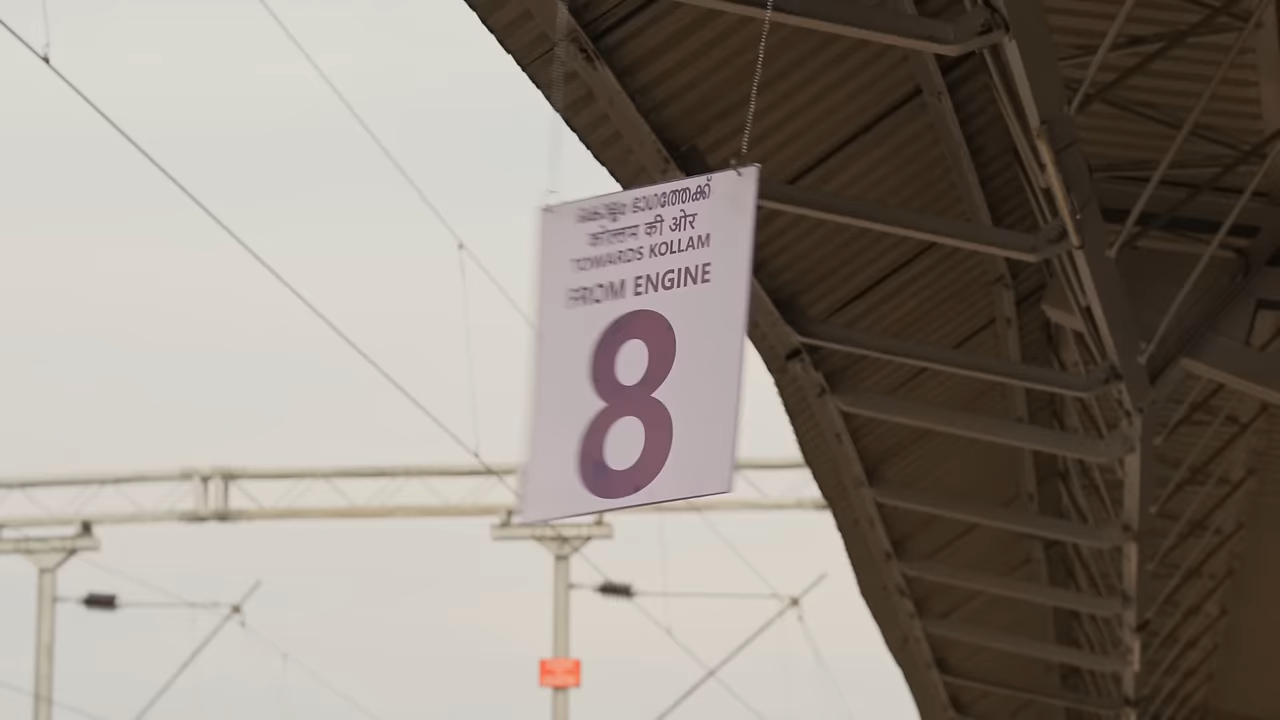 കൊല്ലം ഭാഗത്തേക്ക്
कोल्लम की ओर
TOWARDS KOLLAM
FROM ENGINE
8